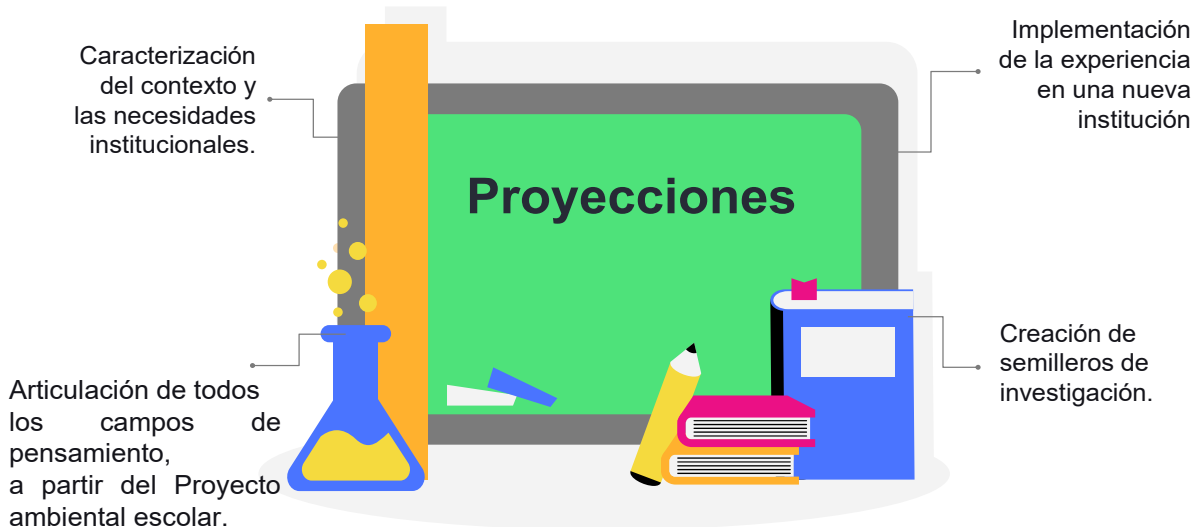 Caracterización
del contexto y
las necesidades
institucionales.
Implementación
de la experiencia
en una nueva
institución
Proyecciones
Articulación de todos
los campos de
pensamiento,
a partir del Proyecto
ambiental escolar.
Creación de
semilleros de
investigación.